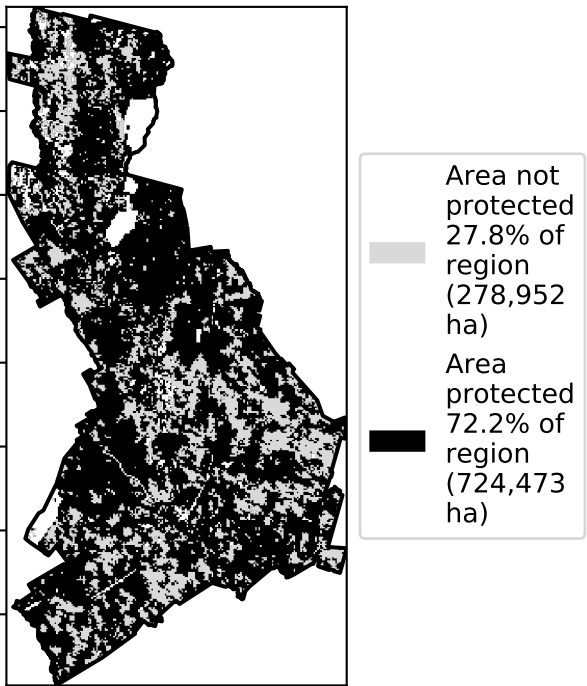 Area not
protected
27.8% of
region
(278,952
ha)
Area
protected
72.2% of
region
(724,473
ha)